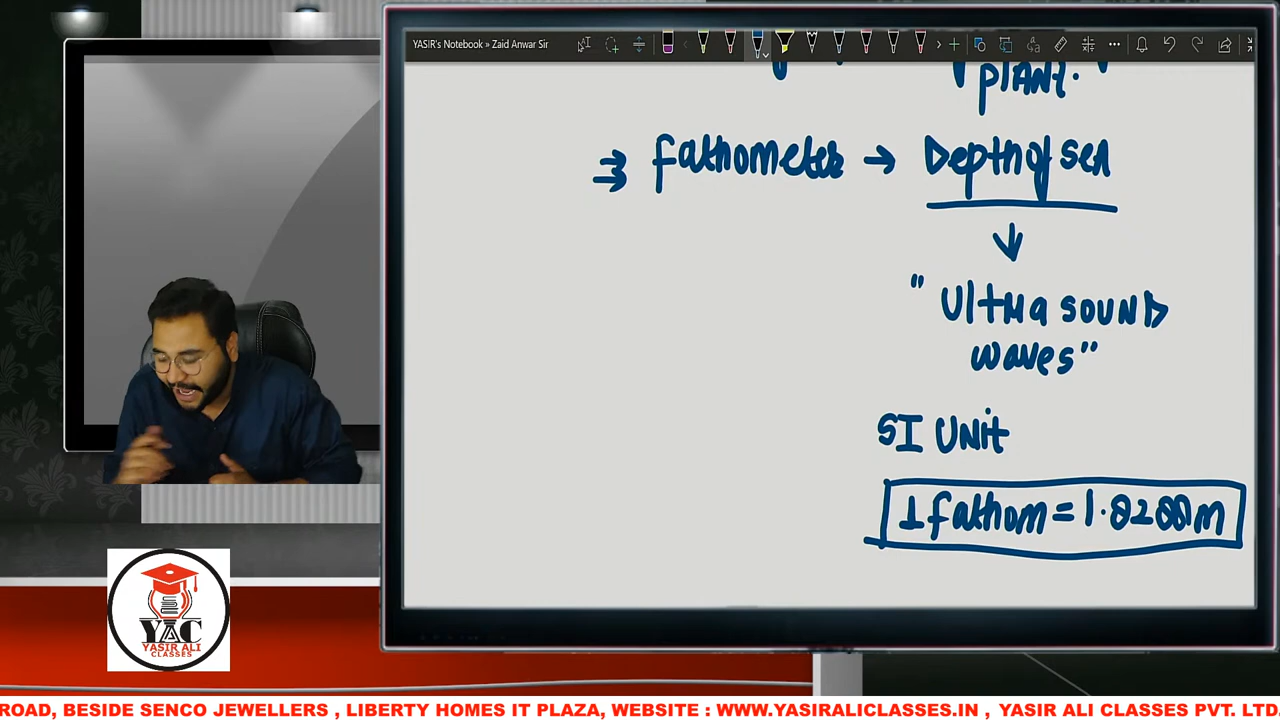 YASIR's Notebook » Zaid Anwar Sir
plant.
⇒ fathometer → Depth of sea
↓
"Ultra sound
waves"
SI Unit
1 fathom = 1.8288m
YAC
YASIR ALI
CLASSES
ROAD, BESIDE SENCO JEWELLERS , LIBERTY HOMES IT PLAZA, WEBSITE : WWW.YASIRALICLASSES.IN , YASIR ALI CLASSES PVT. LTD.